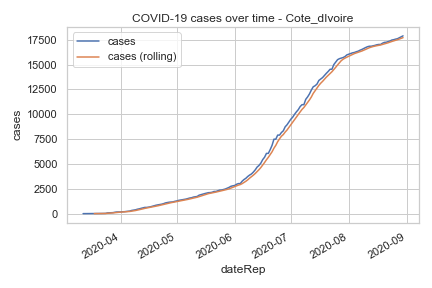 COVID-19 cases over time - Cote_dIvoire
cases
cases (rolling)
17500
15000
12500
10000
7500
5000
2500
0
cases
2020-04
2020-05
2020-06
2020-07
2020-08
2020-09
dateRep